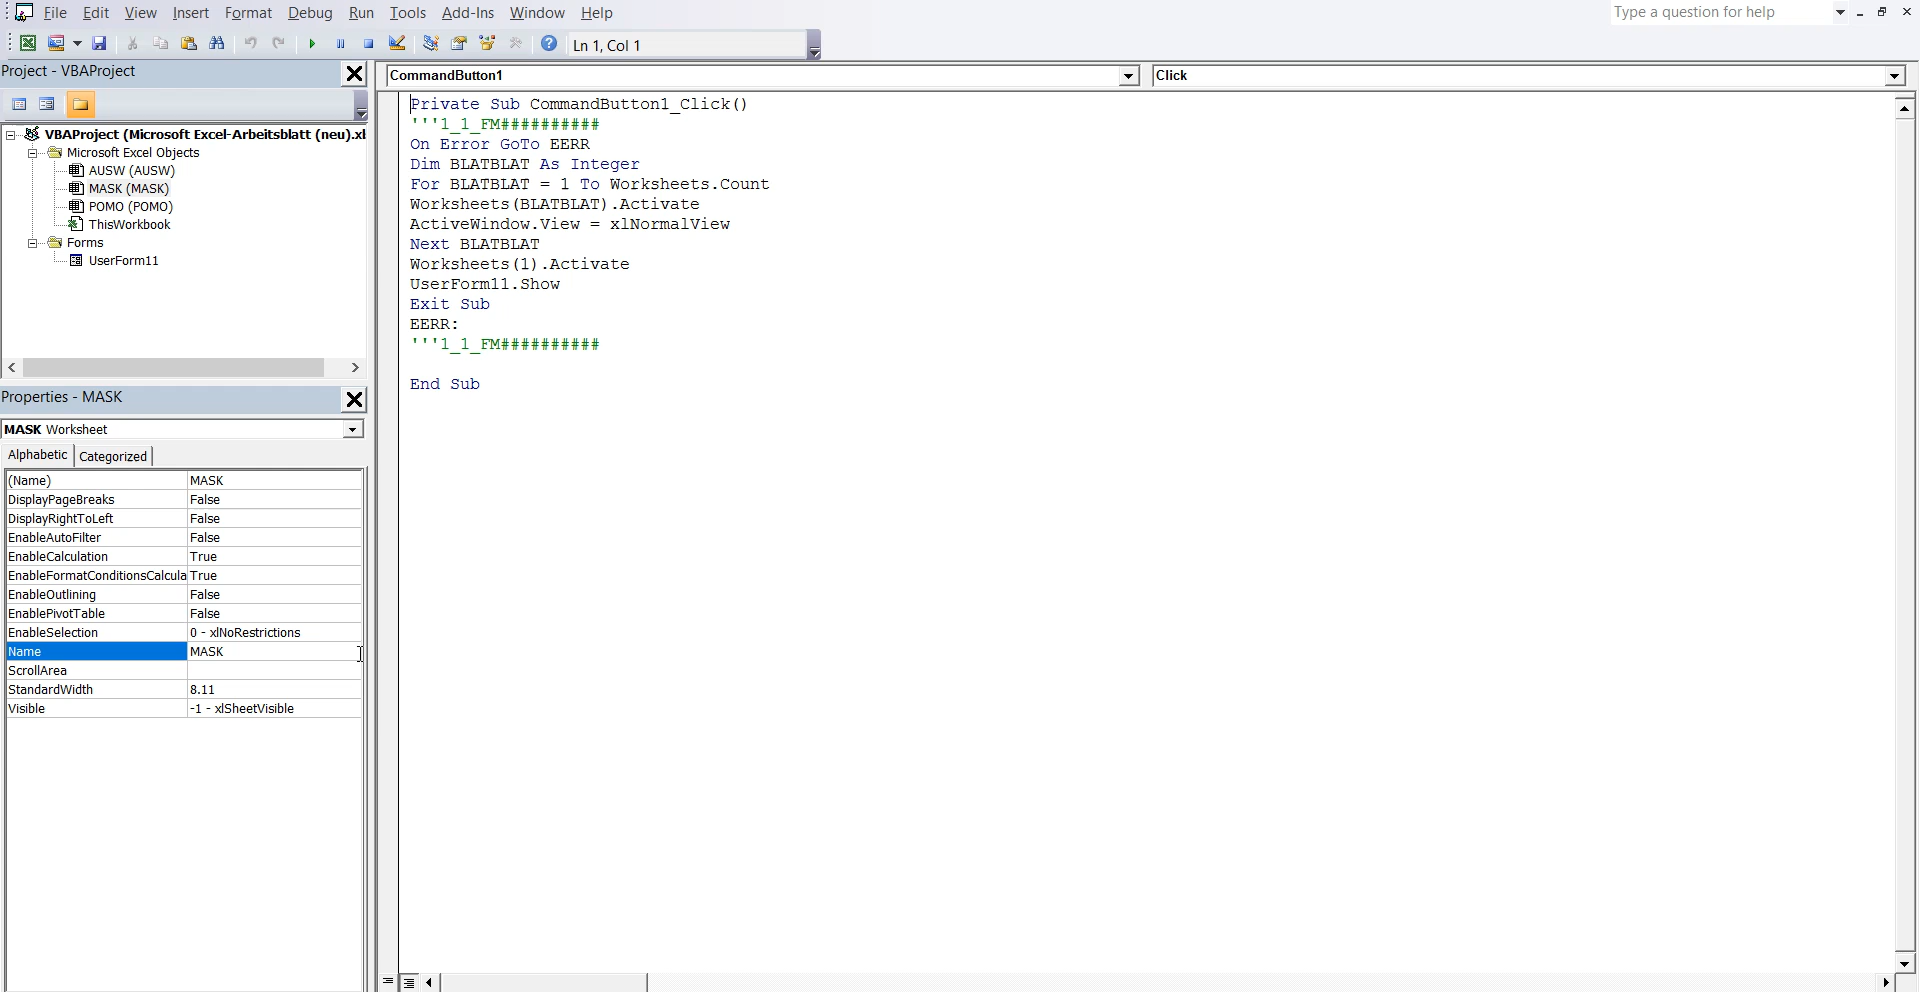 File Edit View Insert Format Debug Run Tools Add-Ins Window Help
Type a question for help
Ln 1, Col 1
Project - VBAProject
VBAProject (Microsoft Excel-Arbeitsblatt (neu).xl
Microsoft Excel Objects
AUSW (AUSW)
MASK (MASK)
POMO (POMO)
ThisWorkbook
Forms
UserForm11
Properties - MASK
MASK Worksheet
Alphabetic Categorized
(Name) MASK
DisplayPageBreaks False
DisplayRightToLeft False
EnableAutoFilter False
EnableCalculation True
EnableFormatConditionsCalcula True
EnableOutlining False
EnablePivotTable False
EnableSelection 0 - xlNoRestrictions
Name MASK
ScrollArea
StandardWidth 8.11
Visible -1 - xlSheetVisible
CommandButton1
Click
Private Sub CommandButton1_Click()
'''1_1_FM##########
On Error GoTo EERR
Dim BLATBLAT As Integer
For BLATBLAT = 1 To Worksheets.Count
Worksheets(BLATBLAT).Activate
ActiveWindow.View = xlNormalView
Next BLATBLAT
Worksheets(1).Activate
UserForm11.Show
Exit Sub
EERR:
'''1_1_FM##########
End Sub